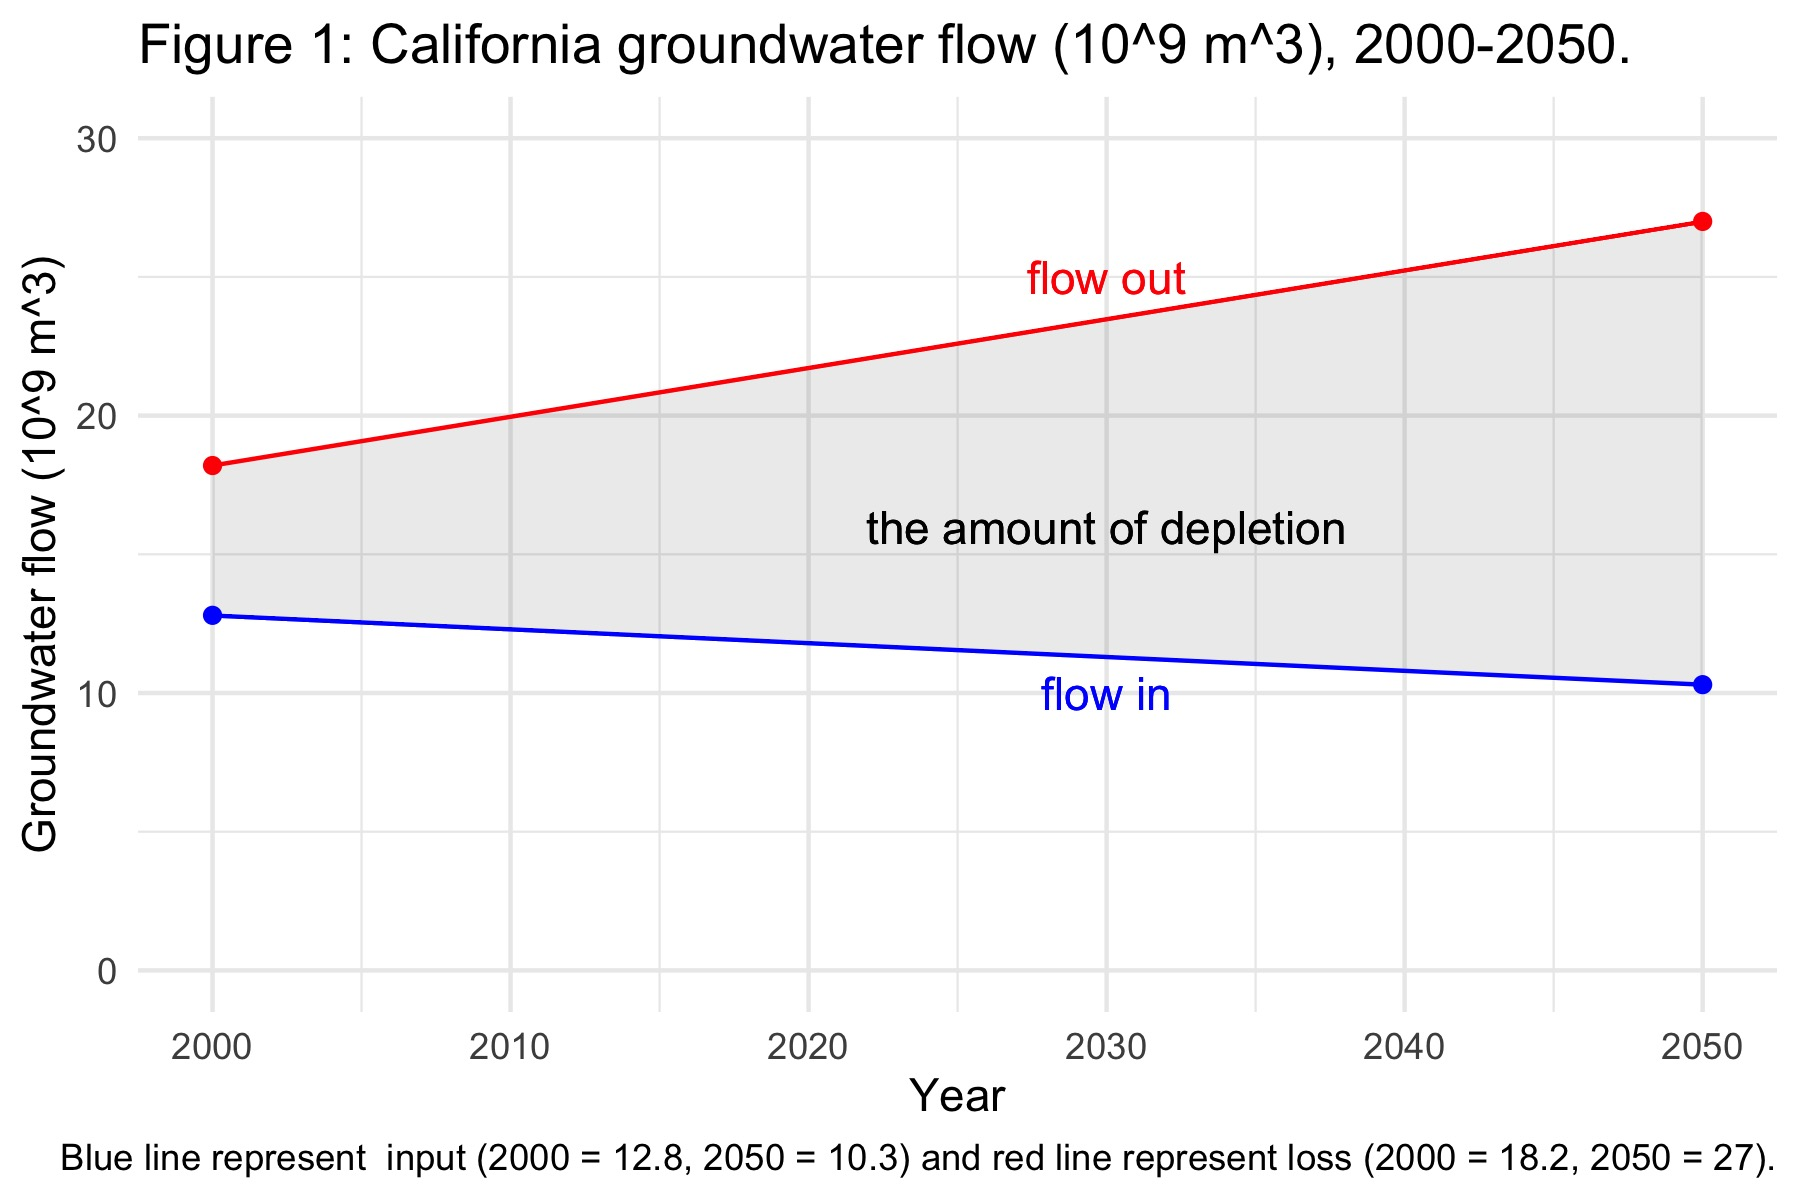 Figure 1: California groundwater flow (10^9 m^3), 2000-2050.
Groundwater flow (10^9 m^3)
30
20
10
0
flow out
the amount of depletion
flow in
2000 2010 2020 2030 2040 2050
Year
Blue line represent  input (2000 = 12.8, 2050 = 10.3) and red line represent loss (2000 = 18.2, 2050 = 27).